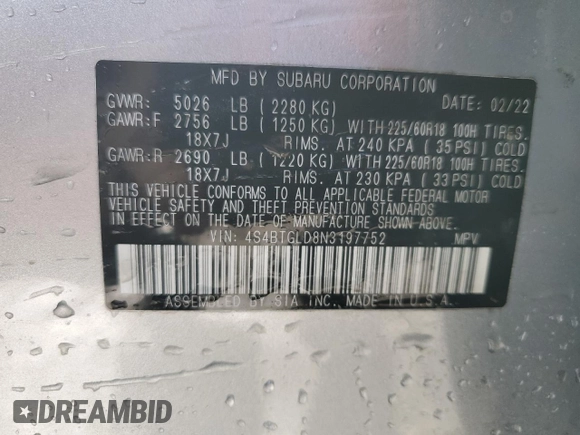 MFD BY SUBARU CORPORATION
GVWR: 5026 LB (2280 KG) DATE: 02/22
GAWR:F 2756 LB (1250 KG) WITH 225/60R18 100H TIRES.
18X7J RIMS. AT 240 KPA (35 PSI) COLD
GAWR:R 2690 LB (1220 KG) WITH 225/60R18 100H TIRES.
18X7J RIMS. AT 230 KPA (33 PSI) COLD
THIS VEHICLE CONFORMS TO ALL APPLICABLE FEDERAL MOTOR
VEHICLE SAFETY AND THEFT PREVENTION STANDARDS
IN EFFECT ON THE DATE OF MANUFACTURE SHOWN ABOVE.
VIN: 4S4BTGLD8N3197752 MPV
ASSEMBLED BY SIA INC. MADE IN U.S.A.
DREAMBID